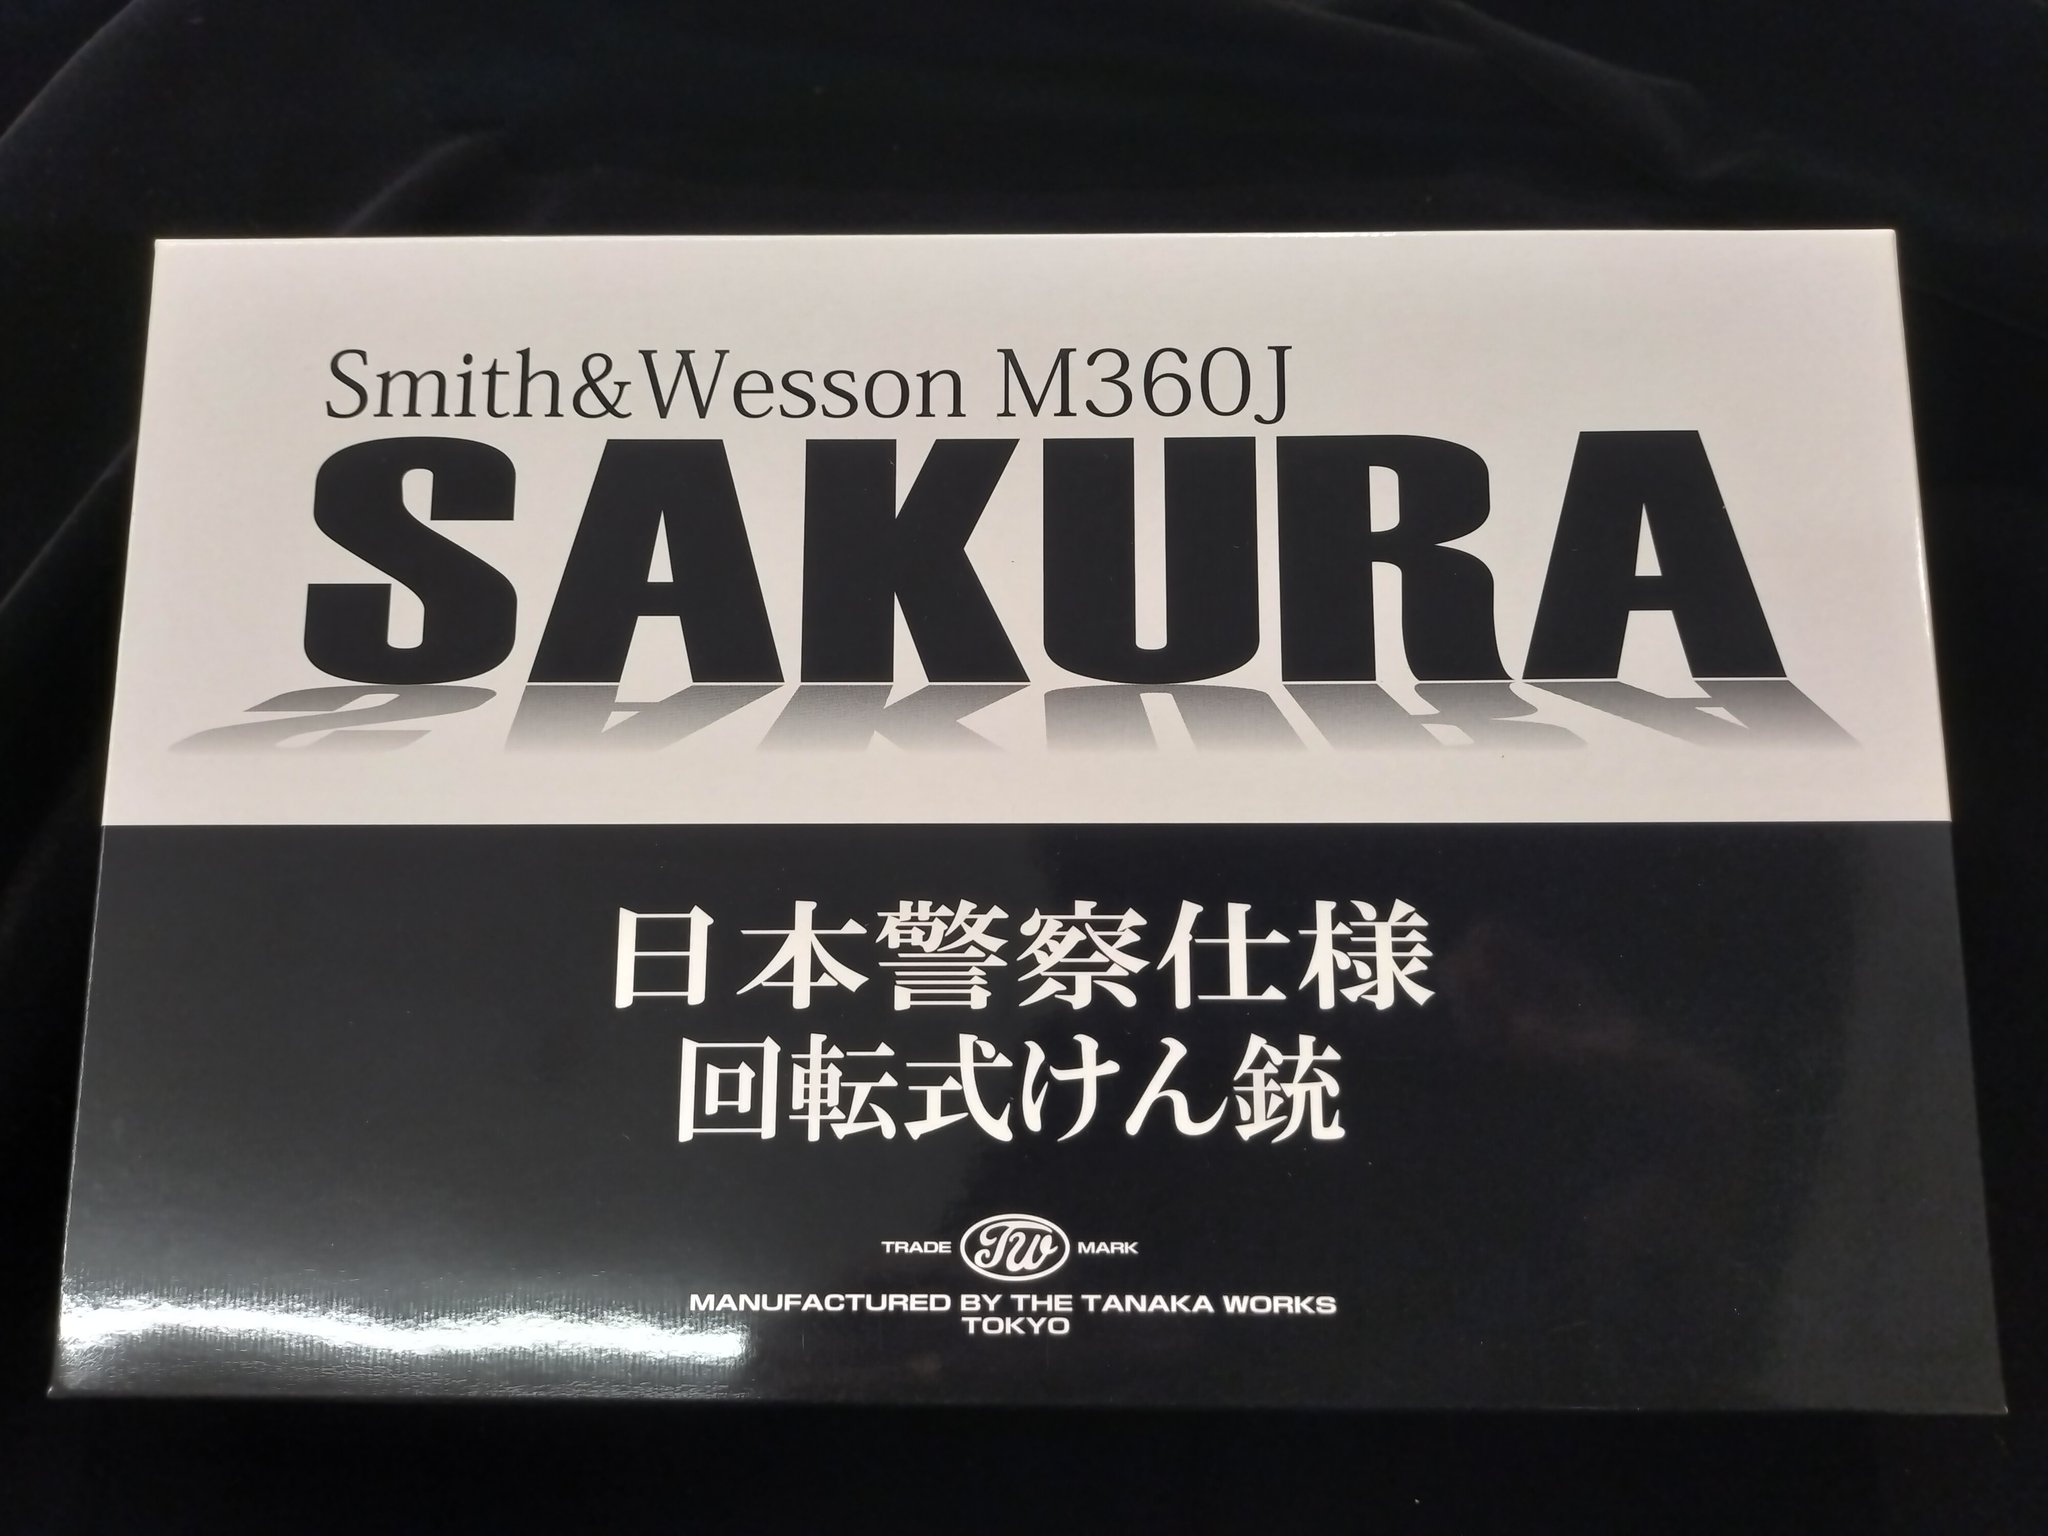 Smith&Wesson M360J
SAKURA
日本警察仕様
回転式けん銃
TRADE TW MARK
MANUFACTURED BY THE TANAKA WORKS
TOKYO